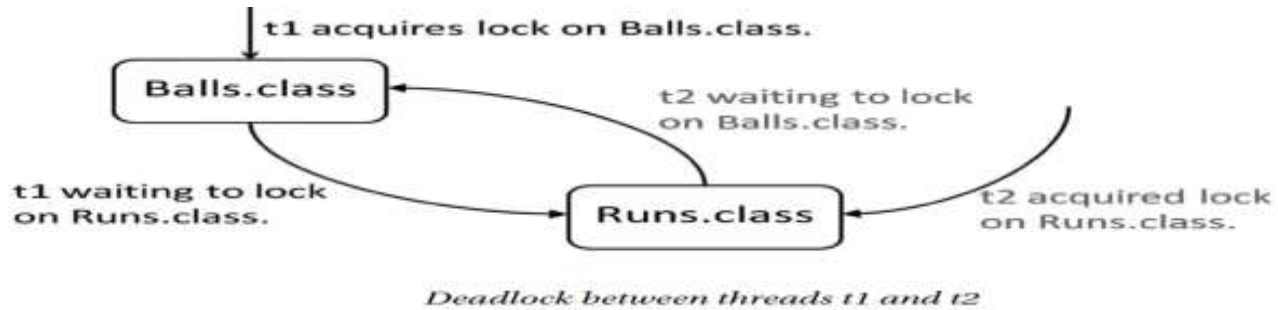 t1 acquires lock on Balls.class.
Balls.class
t2 waiting to lock
on Balls.class.
t1 waiting to lock
on Runs.class.
Runs.class
t2 acquired lock
on Runs.class.
Deadlock between threads t1 and t2